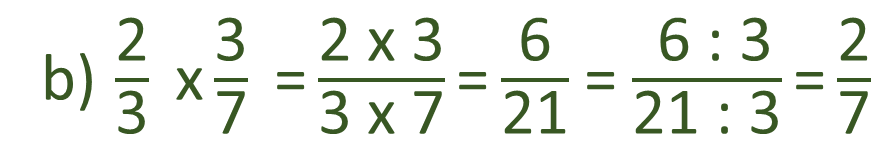 b) 2/3 x 3/7 = 2 x 3/3 x 7 = 6/21 = 6 : 3/21 : 3 = 2/7